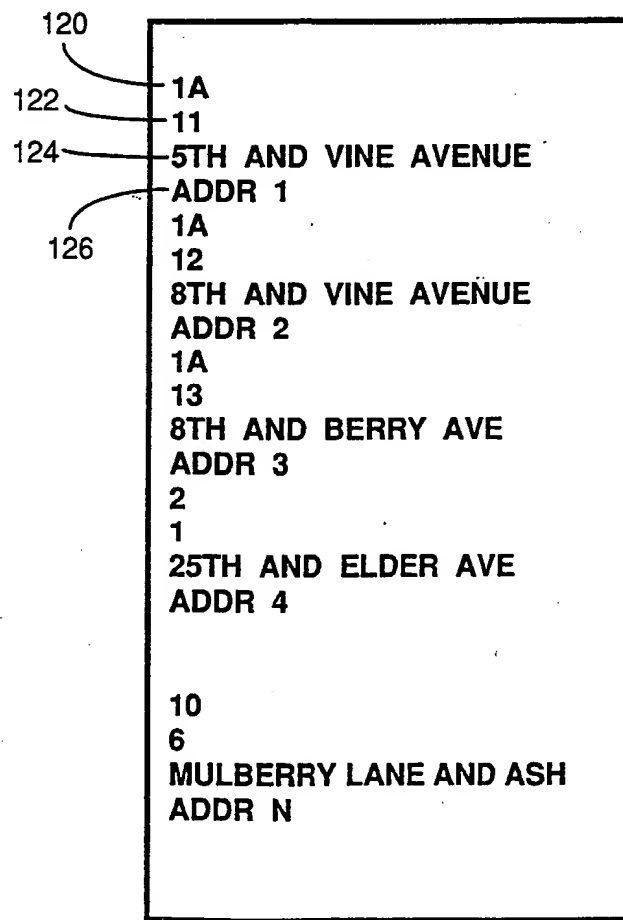 120
1A
122
11
124
5TH AND VINE AVENUE
126
ADDR 1
1A
12
8TH AND VINE AVENUE
ADDR 2
1A
13
8TH AND BERRY AVE
ADDR 3
2
1
25TH AND ELDER AVE
ADDR 4
10
6
MULBERRY LANE AND ASH
ADDR N